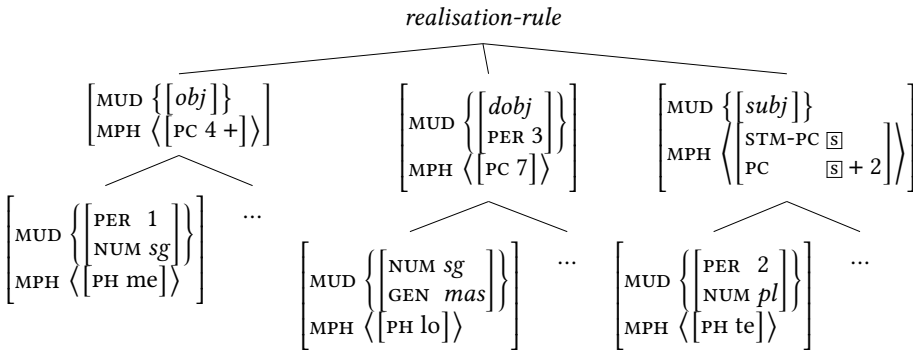 realisation-rule
[MUD {[obj]}
MPH ⟨[PC 4 +]⟩]
[MUD {[dobj
PER 3]}
MPH ⟨[PC 7]⟩]
[MUD {[subj]}
MPH ⟨[STM-PC [s]
PC [s] + 2]⟩]
[MUD {[PER 1
NUM sg]}
MPH ⟨[PH me]⟩]
...
[MUD {[NUM sg
GEN mas]}
MPH ⟨[PH lo]⟩]
...
[MUD {[PER 2
NUM pl]}
MPH ⟨[PH te]⟩]
...